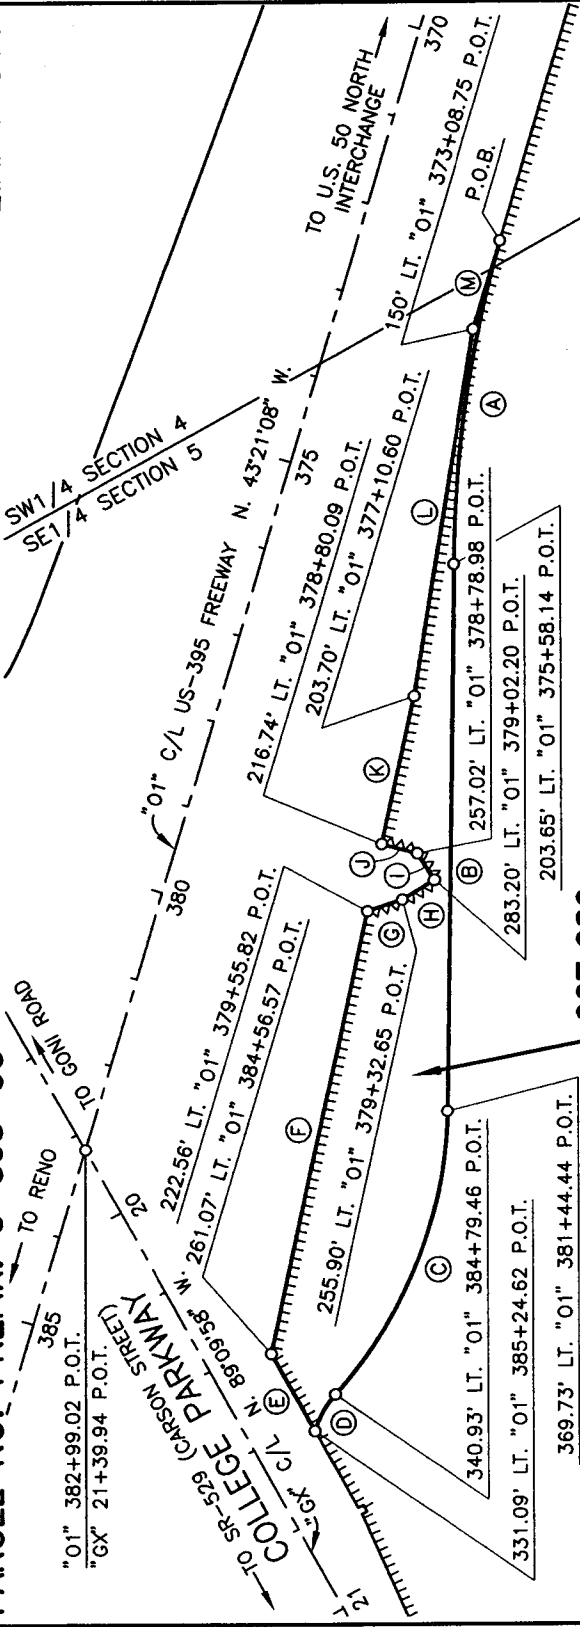 "O1" 382+99.02 P.O.T.
"GX" 21+39.94 P.O.T.
385
TO RENO
TO GONI ROAD
20
21
TO SR-529 (CARSON STREET)
COLLEGE PARKWAY
"GX" C/L N. 89°09'58" W.
380
"O1" C/L US-395 FREEWAY N. 43°21'08" W.
375
SW1/4 SECTION 4
SE1/4 SECTION 5
TO U.S. 50 NORTH
INTERCHANGE
370
222.56' LT. "O1" 379+55.82 P.O.T.
261.07' LT. "O1" 384+56.57 P.O.T.
216.74' LT. "O1" 378+80.09 P.O.T.
203.70' LT. "O1" 377+10.60 P.O.T.
150' LT. "O1" 373+08.75 P.O.T.
P.O.B.
255.90' LT. "O1" 379+32.65 P.O.T.
257.02' LT. "O1" 378+78.98 P.O.T.
283.20' LT. "O1" 379+02.20 P.O.T.
203.65' LT. "O1" 375+58.14 P.O.T.
340.93' LT. "O1" 384+79.46 P.O.T.
331.09' LT. "O1" 385+24.62 P.O.T.
369.73' LT. "O1" 381+44.44 P.O.T.
E
D
C
F
G
H
B
I
J
K
L
A
M